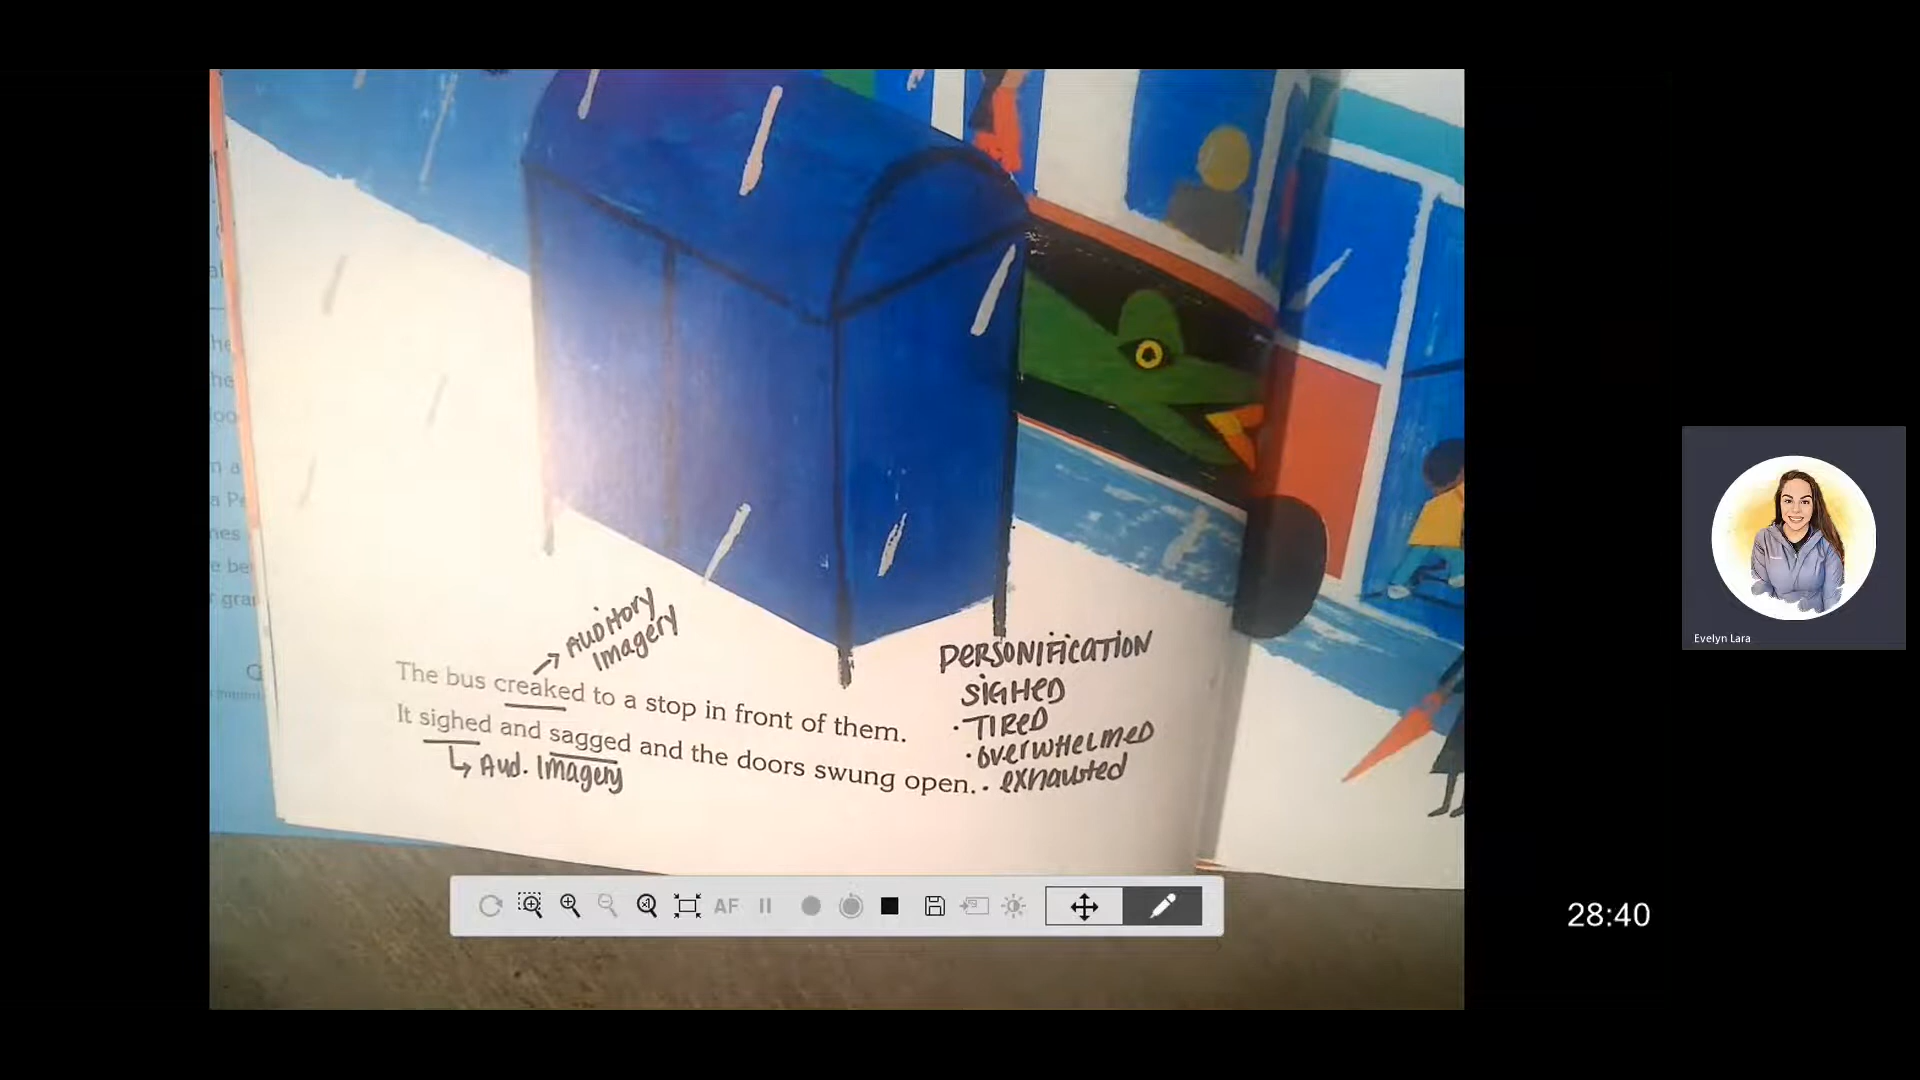 Auditory
Imagery
The bus creaked to a stop in front of them.
It sighed and sagged and the doors swung open.
Aud. Imagery
PERSONIFICATION
SIGHED
• TIRED
• OVERWHELMED
• exhausted
AF
28:40
Evelyn Lara